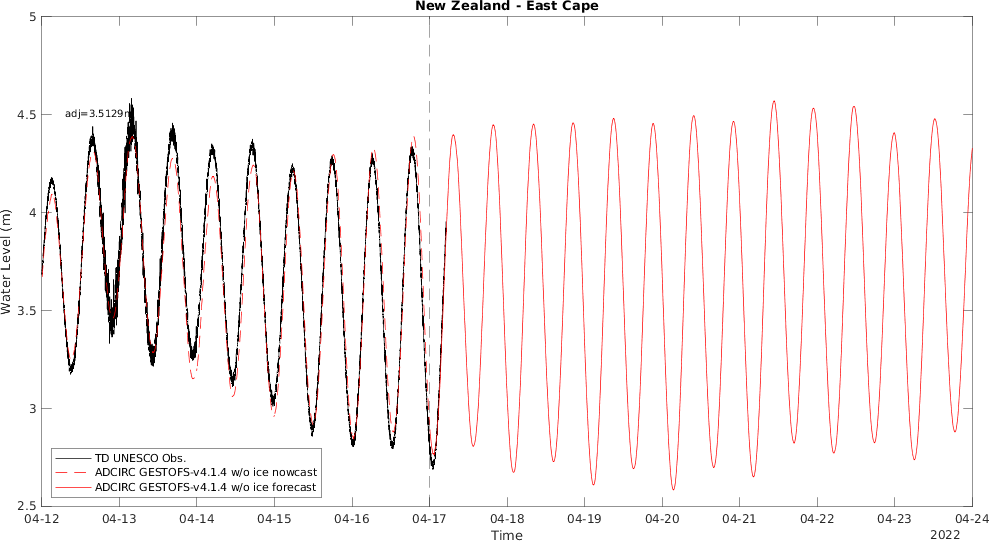 New Zealand - East Cape
5
4.5
4
3.5
3
2.5
Water Level (m)
adj=3.5129m
TD UNESCO Obs.
ADCIRC GESTOFS-v4.1.4 w/o ice nowcast
ADCIRC GESTOFS-v4.1.4 w/o ice forecast
04-12 04-13 04-14 04-15 04-16 04-17 04-18 04-19 04-20 04-21 04-22 04-23 04-24
Time
2022